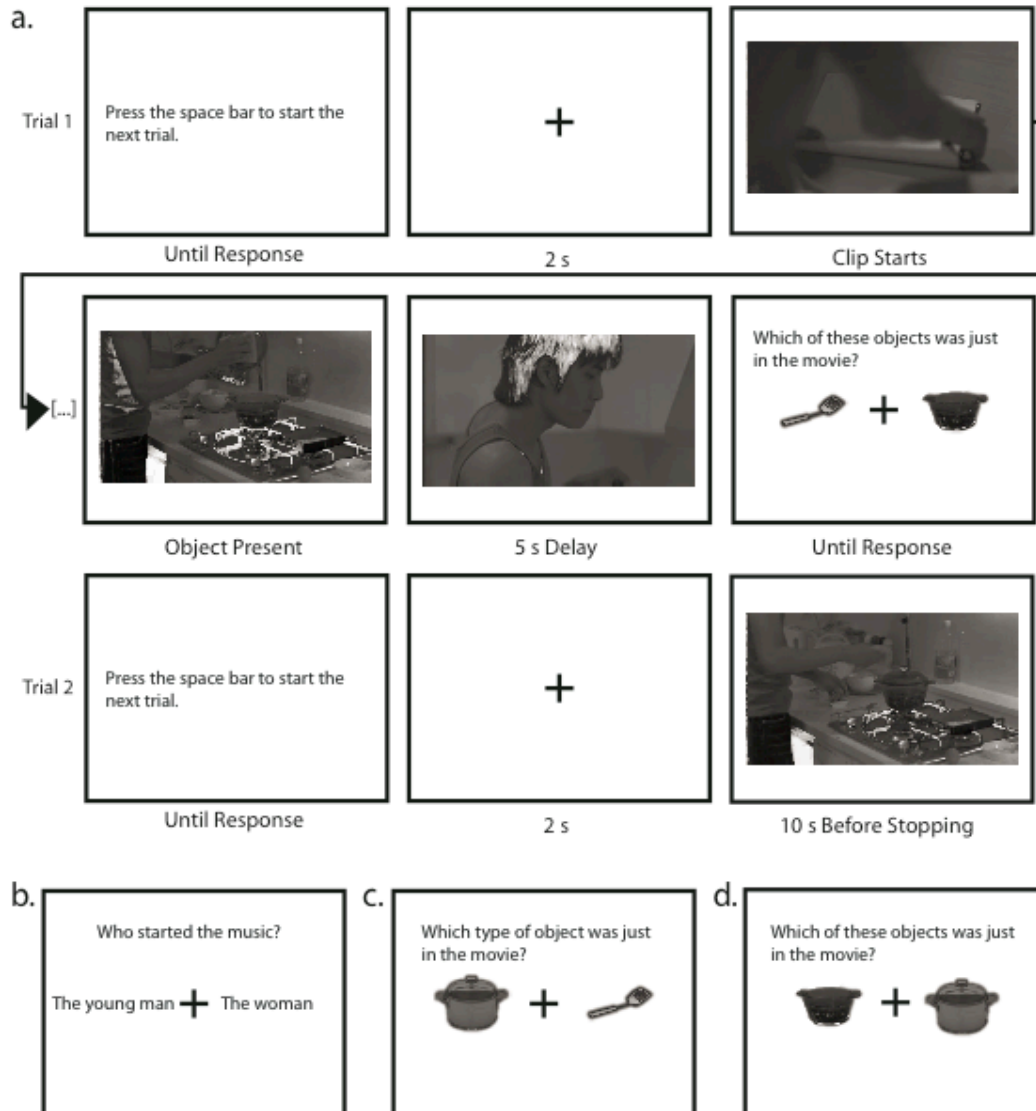 a.
Trial 1
Press the space bar to start the
next trial.
+
Until Response
2 s
Clip Starts
[...]
Which of these objects was just
in the movie?
+
Object Present
5 s Delay
Until Response
Trial 2
Press the space bar to start the
next trial.
+
Until Response
2 s
10 s Before Stopping
b.
Who started the music?
The young man + The woman
c.
Which type of object was just
in the movie?
+
d.
Which of these objects was just
in the movie?
+